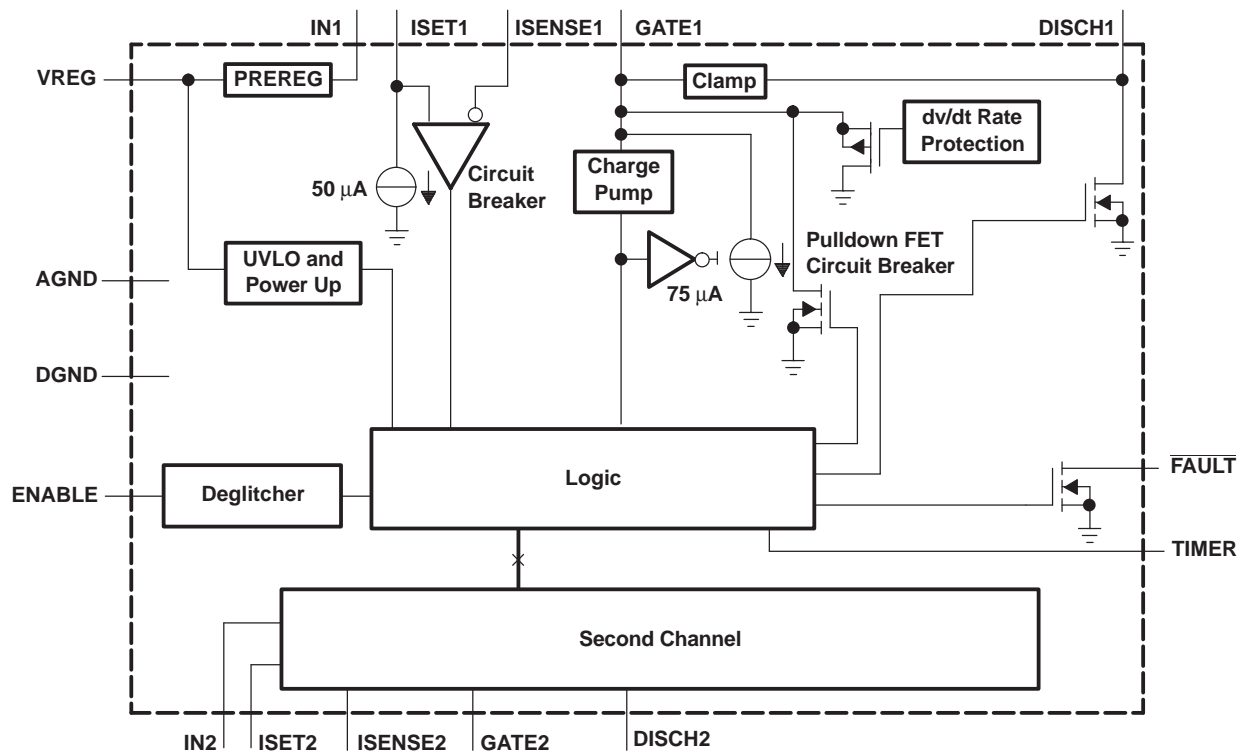 IN1
ISET1
ISENSE1
GATE1
DISCH1
VREG
PREREG
Clamp
dv/dt Rate
Protection
50 μA
Circuit
Breaker
Charge
Pump
UVLO and
Power Up
75 μA
Pulldown FET
Circuit Breaker
AGND
DGND
ENABLE
Deglitcher
Logic
FAULT
TIMER
Second Channel
IN2
ISET2
ISENSE2
GATE2
DISCH2